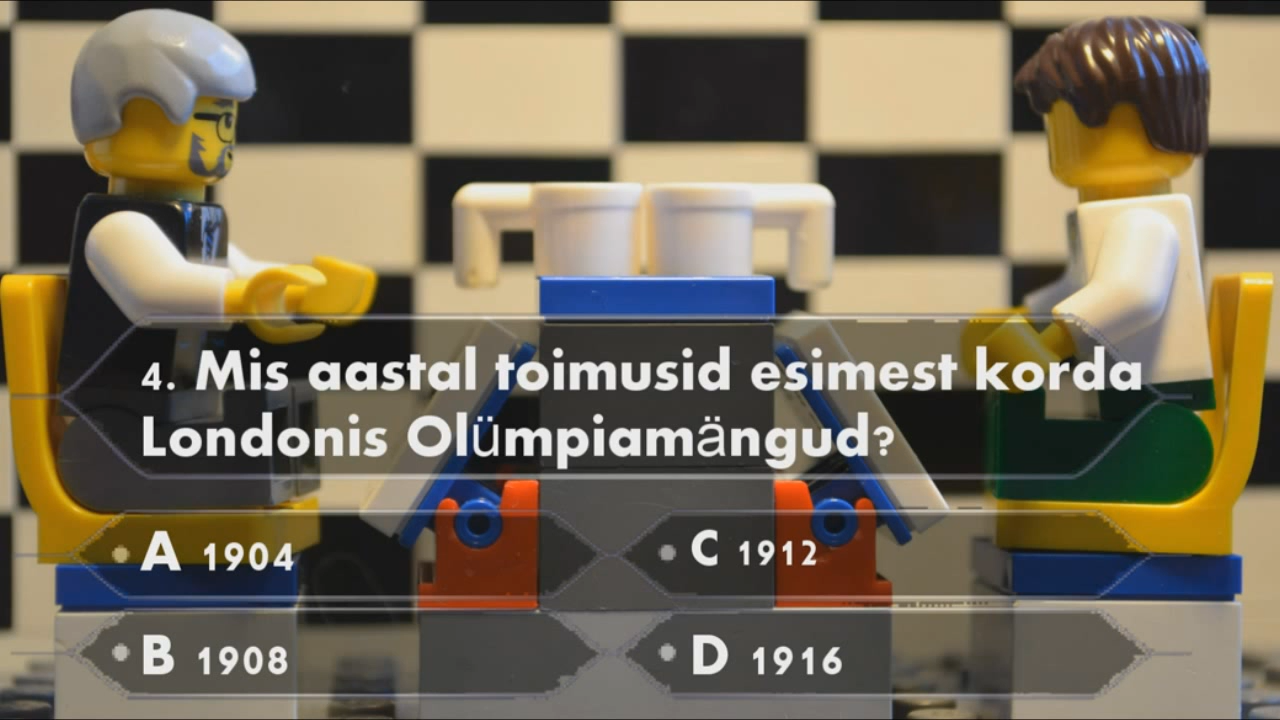 4. Mis aastal toimusid esimest korda
Londonis Olümpiamängud?
A 1904
C 1912
B 1908
D 1916